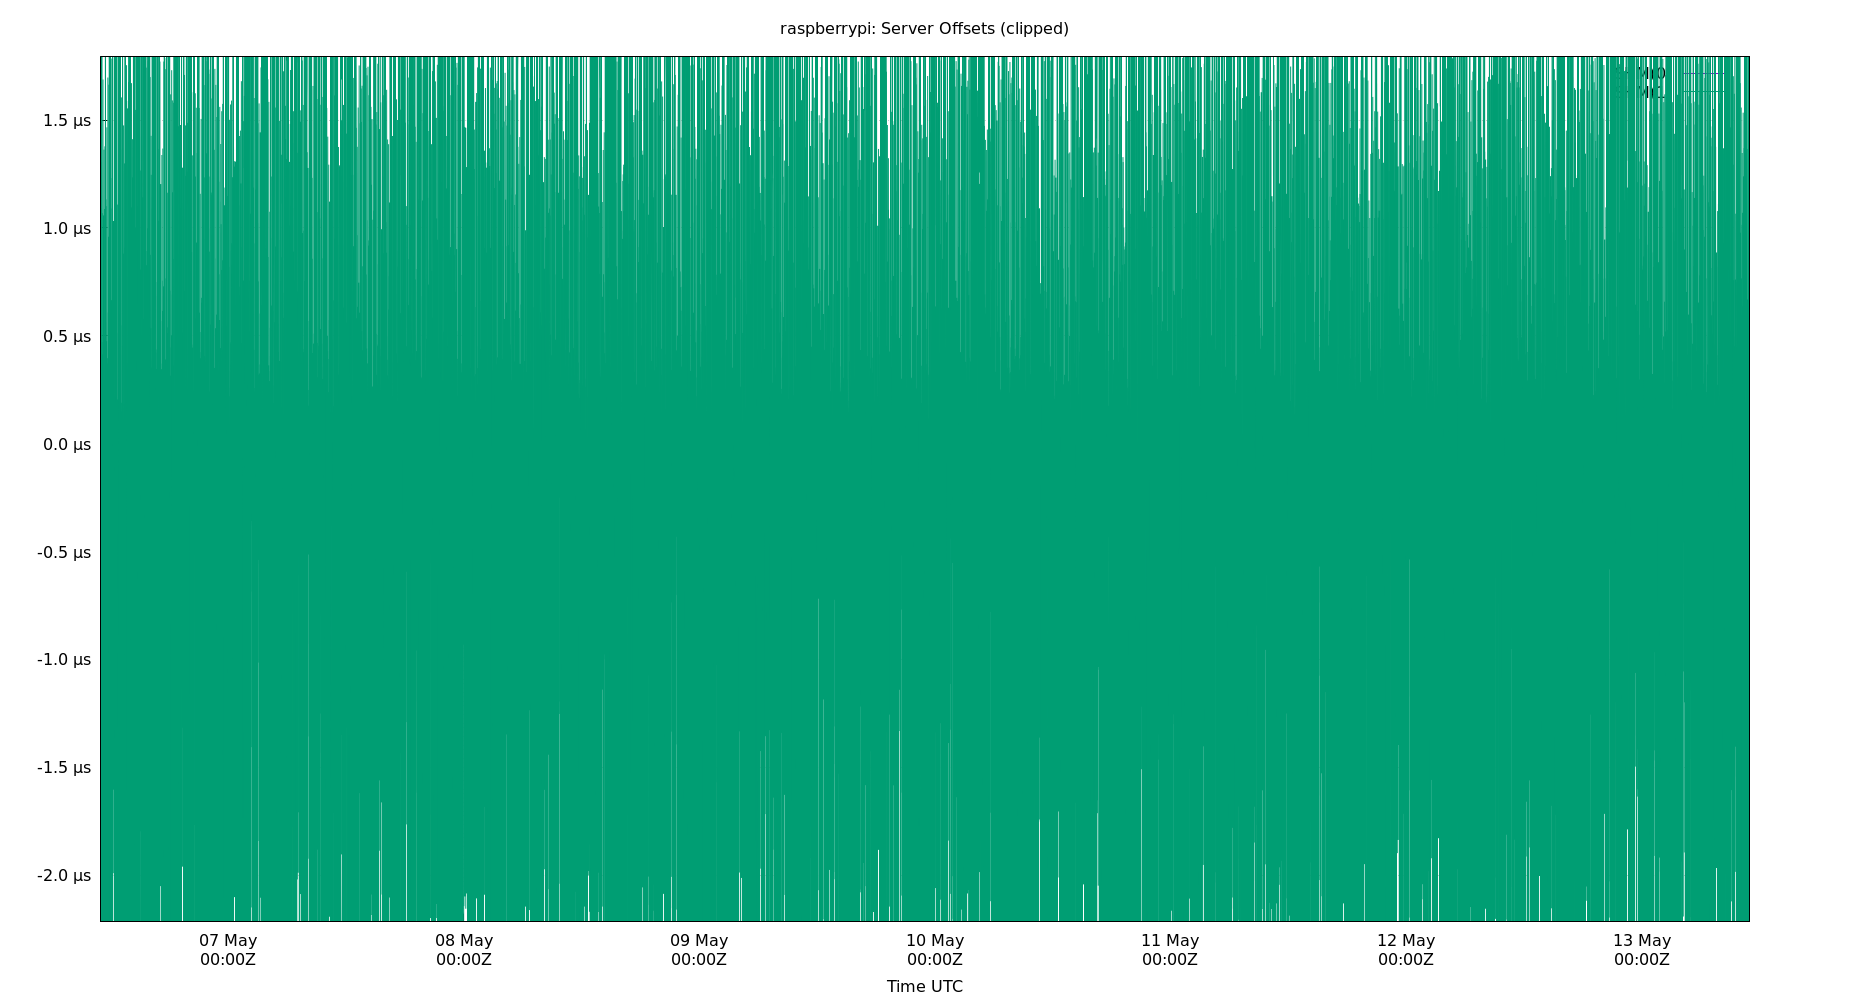 raspberrypi: Server Offsets (clipped)
1.5 µs
1.0 µs
0.5 µs
0.0 µs
-0.5 µs
-1.0 µs
-1.5 µs
-2.0 µs
07 May 08 May 09 May 10 May 11 May 12 May 13 May
00:00Z 00:00Z 00:00Z 00:00Z 00:00Z 00:00Z 00:00Z
Time UTC